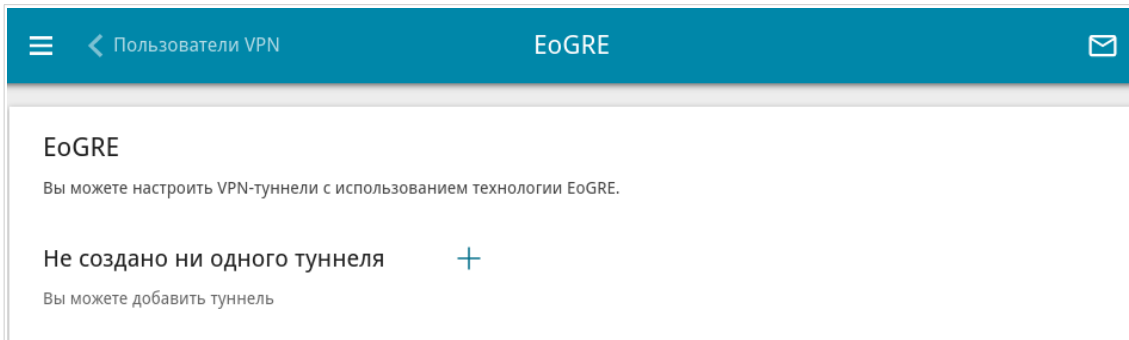 Пользователи VPN
EoGRE
EoGRE
Вы можете настроить VPN-туннели с использованием технологии EoGRE.
Не создано ни одного туннеля
Вы можете добавить туннель